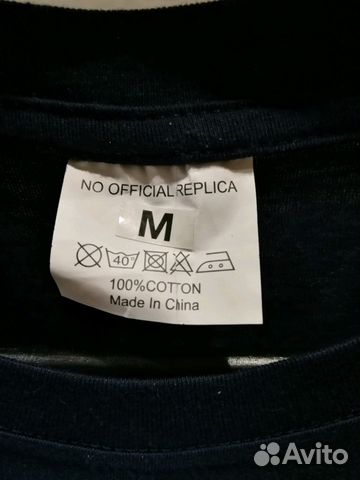 NO OFFICIAL REPLICA
M
40°
100%COTTON
Made In China
Avito